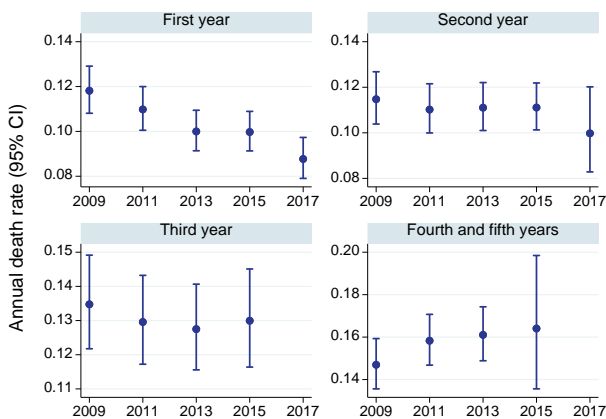 Annual death rate (95% CI)
First year
0.14
0.12
0.10
0.08
2009 2011 2013 2015 2017
Second year
0.14
0.12
0.10
0.08
2009 2011 2013 2015 2017
Third year
0.15
0.14
0.13
0.12
0.11
2009 2011 2013 2015 2017
Fourth and fifth years
0.20
0.18
0.16
0.14
2009 2011 2013 2015 2017